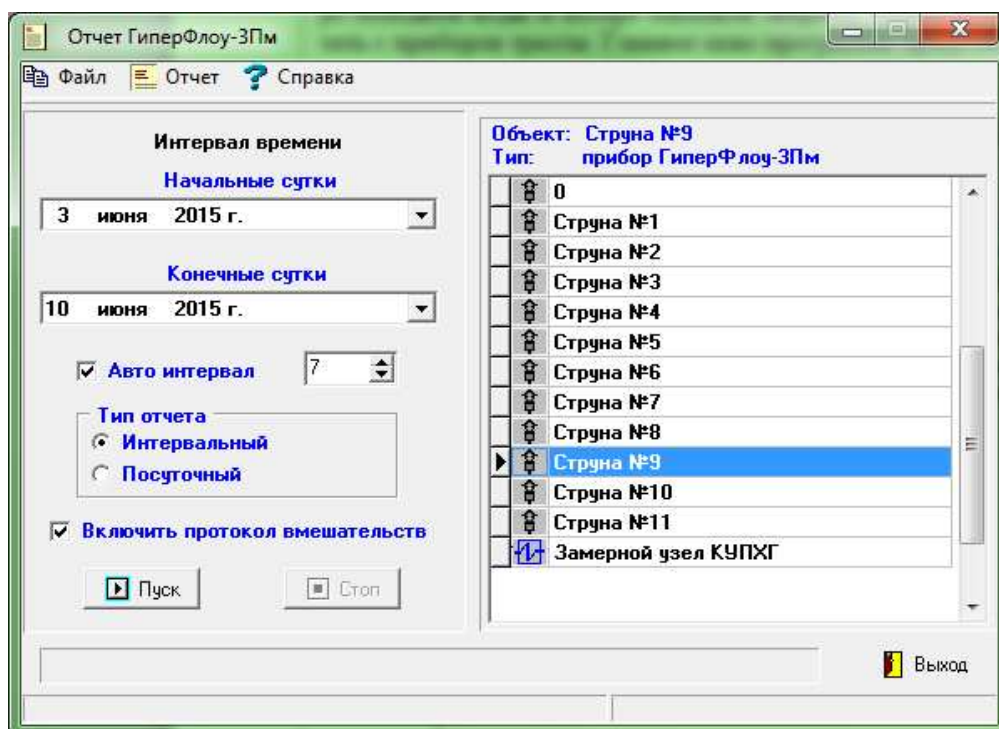 Отчет ГиперФлоу-3Пм
Файл Отчет Справка
Интервал времени
Начальные сутки
3 июня 2015 г.
Конечные сутки
10 июня 2015 г.
Авто интервал 7
Тип отчета
Интервальный
Посуточный
Включить протокол вмешательств
Пуск Стоп
Объект: Струна №9
Тип: прибор ГиперФлоу-3Пм
0
Струна №1
Струна №2
Струна №3
Струна №4
Струна №5
Струна №6
Струна №7
Струна №8
Струна №9
Струна №10
Струна №11
Замерной узел КУПХГ
Выход